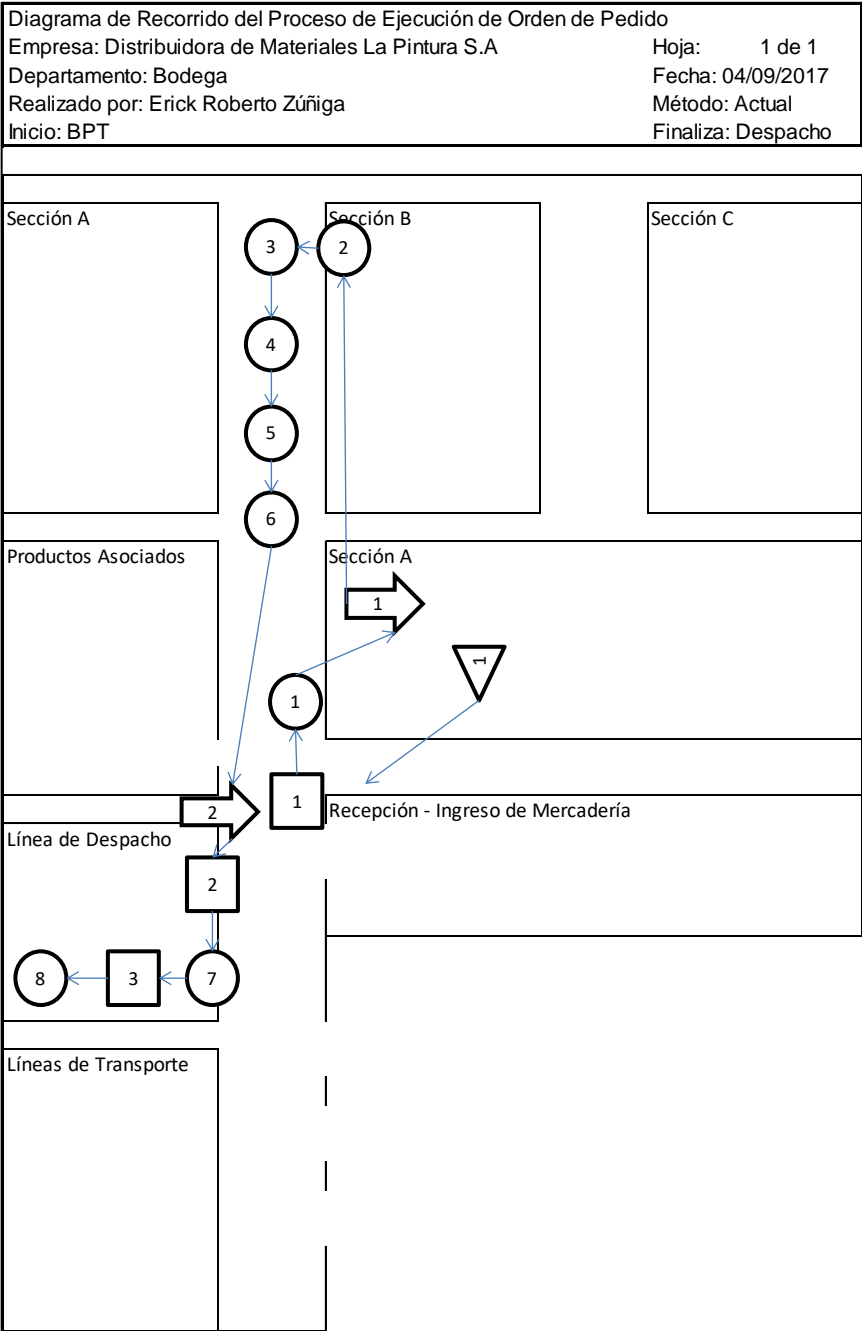 Diagrama de Recorrido del Proceso de Ejecución de Orden de Pedido
Empresa: Distribuidora de Materiales La Pintura S.A Hoja: 1 de 1
Departamento: Bodega Fecha: 04/09/2017
Realizado por: Erick Roberto Zúñiga Método: Actual
Inicio: BPT Finaliza: Despacho
Sección A Sección B Sección C
3 2
4
5
6
Productos Asociados Sección A
1
1
1
1
2
Recepción - Ingreso de Mercadería
Línea de Despacho
2
8 3 7
Líneas de Transporte